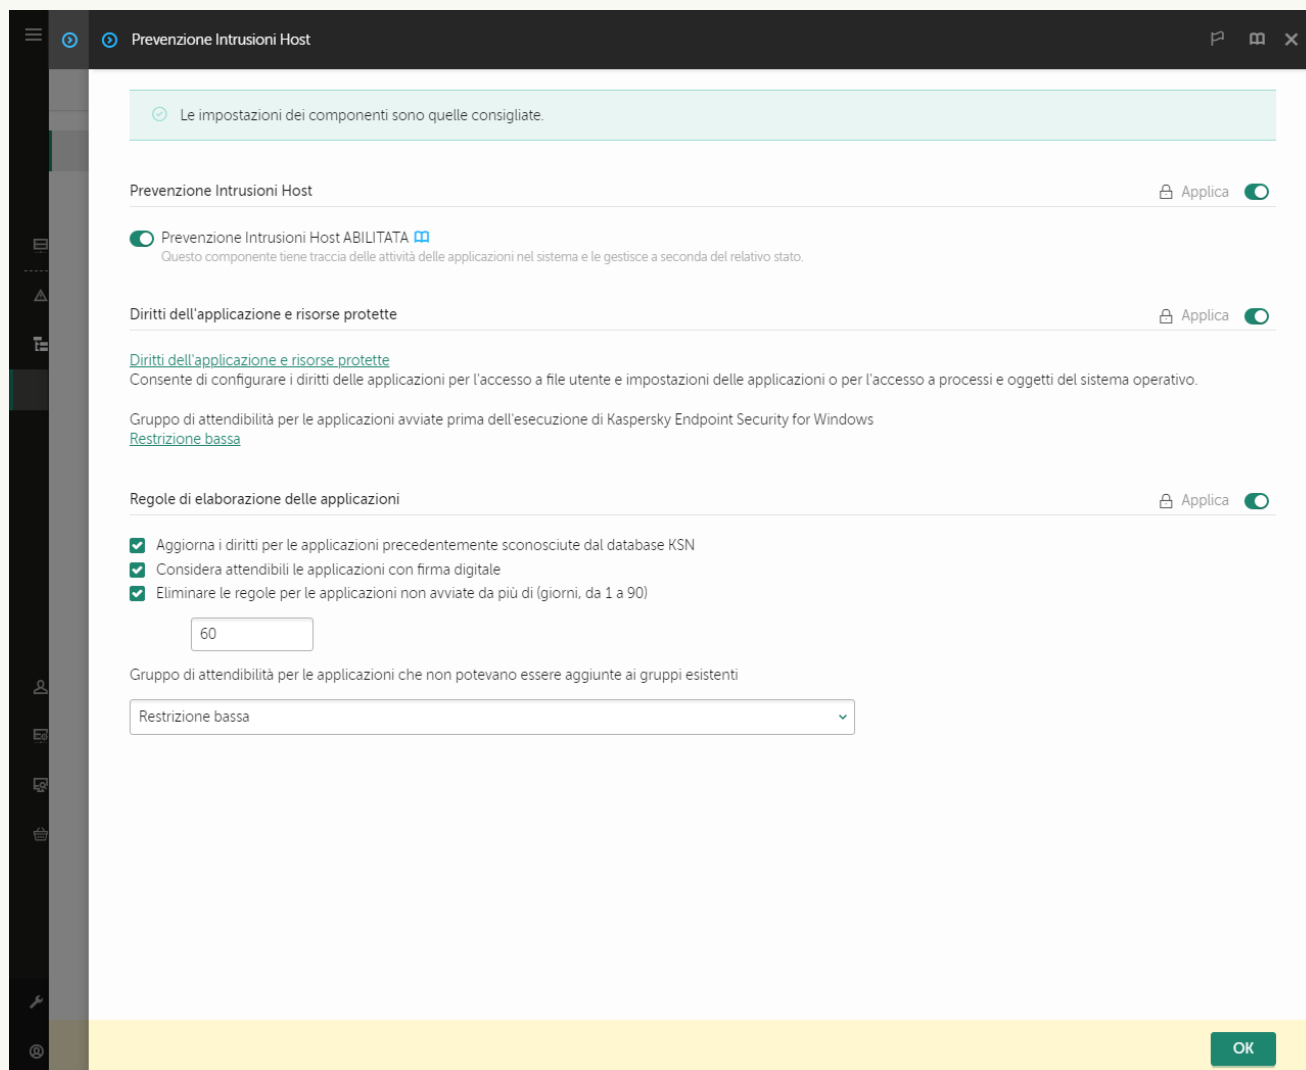 Prevenzione Intrusioni Host
Le impostazioni dei componenti sono quelle consigliate.
Prevenzione Intrusioni Host
Applica
Prevenzione Intrusioni Host ABILITATA
Questo componente tiene traccia delle attività delle applicazioni nel sistema e le gestisce a seconda del relativo stato.
Diritti dell'applicazione e risorse protette
Applica
Diritti dell'applicazione e risorse protette
Consente di configurare i diritti delle applicazioni per l'accesso a file utente e impostazioni delle applicazioni o per l'accesso a processi e oggetti del sistema operativo.
Gruppo di attendibilità per le applicazioni avviate prima dell'esecuzione di Kaspersky Endpoint Security for Windows
Restrizione bassa
Regole di elaborazione delle applicazioni
Applica
Aggiorna i diritti per le applicazioni precedentemente sconosciute dal database KSN
Considera attendibili le applicazioni con firma digitale
Eliminare le regole per le applicazioni non avviate da più di (giorni, da 1 a 90)
60
Gruppo di attendibilità per le applicazioni che non potevano essere aggiunte ai gruppi esistenti
Restrizione bassa
OK